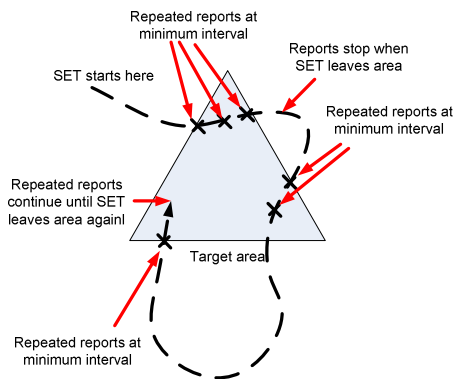 Repeated reports at
minimum interval
Reports stop when
SET leaves area
SET starts here
Repeated reports at
minimum interval
Repeated reports
continue until SET
leaves area againl
Target area
Repeated reports at
minimum interval